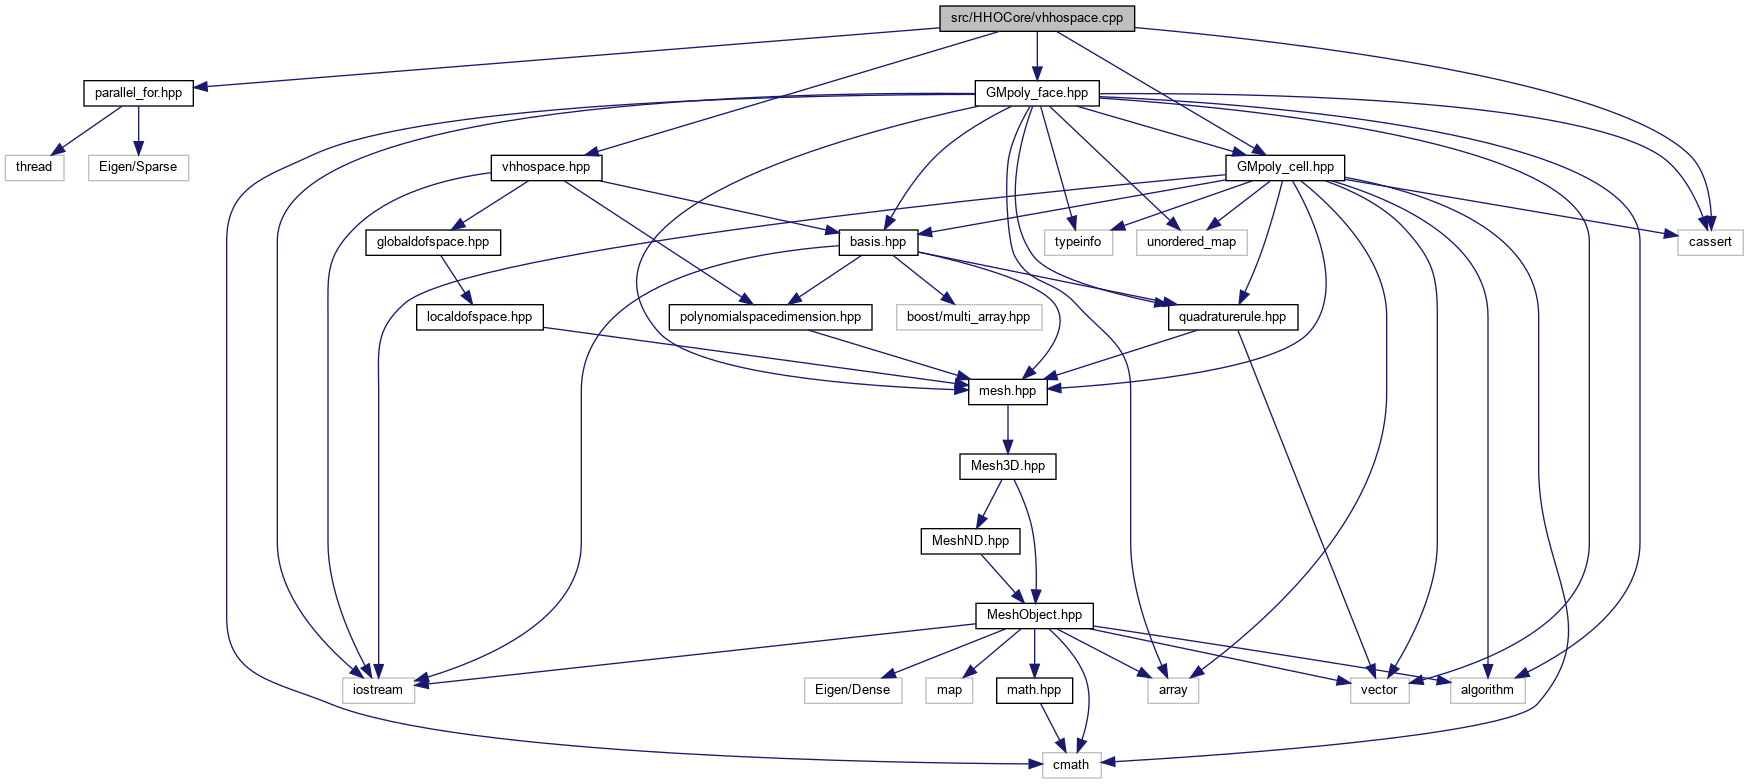 src/HHOCore/vhhospace.cpp
parallel_for.hpp
GMpoly_face.hpp
thread
Eigen/Sparse
vhhospace.hpp
GMpoly_cell.hpp
globaldofspace.hpp
basis.hpp
typeinfo
unordered_map
cassert
localdofspace.hpp
polynomialspacedimension.hpp
boost/multi_array.hpp
quadraturerule.hpp
mesh.hpp
Mesh3D.hpp
MeshND.hpp
MeshObject.hpp
iostream
Eigen/Dense
map
math.hpp
array
vector
algorithm
cmath